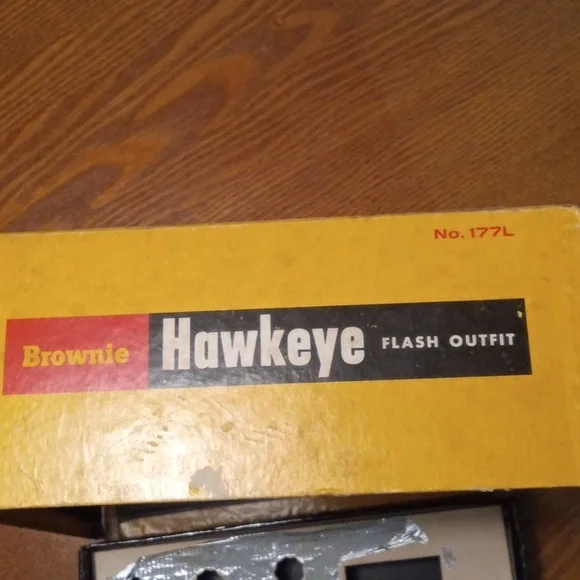 No. 177L
Brownie Hawkeye FLASH OUTFIT